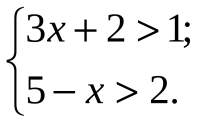 3x + 2 > 1;
5 − x > 2.